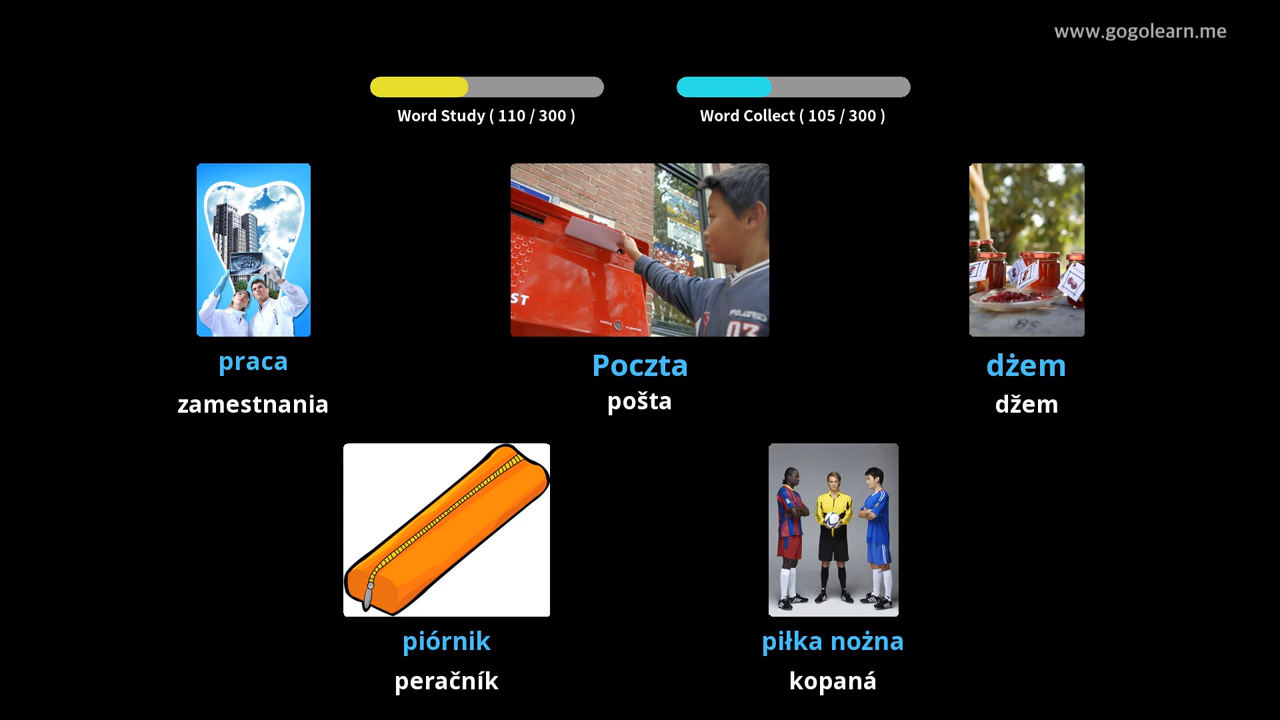 www.gogolearn.me
Word Study ( 110 / 300 )
Word Collect ( 105 / 300 )
ST
praca
zamestnania
Poczta
pošta
dżem
džem
piórnik
peračník
piłka nożna
kopaná